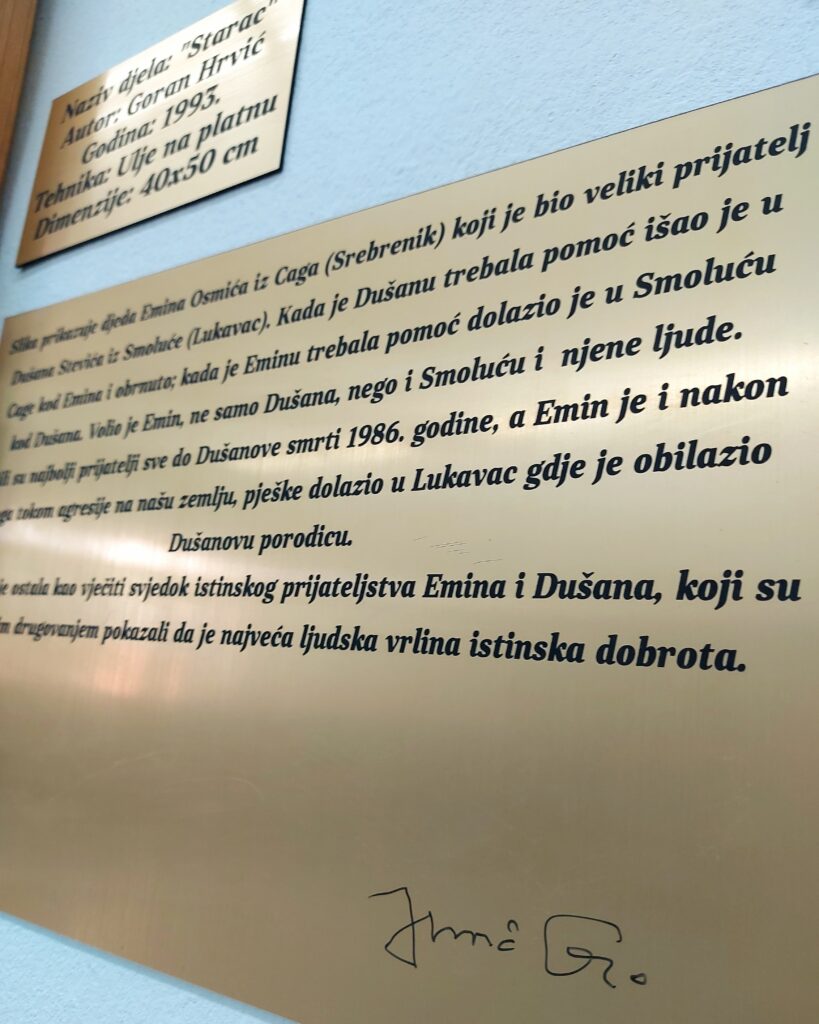 Naziv djela: "Starac"
Autor: Goran Hrvić
Godina: 1993.
Tehnika: Ulje na platnu
Dimenzije: 40x50 cm
Slika prikazuje djeda Emina Osmića iz Caga (Srebrenik) koji je bio veliki prijatelj
Dušana Stevića iz Smoluće (Lukavac). Kada je Dušanu trebala pomoć išao je u
Cage kod Emina i obrnuto; kada je Eminu trebala pomoć dolazio je u Smoluću
kod Dušana. Volio je Emin, ne samo Dušana, nego i Smoluću i njene ljude.
su najbolji prijatelji sve do Dušanove smrti 1986. godine, a Emin je i nakon
tokom agresije na našu zemlju, pješke dolazio u Lukavac gdje je obilazio
Dušanovu porodicu.
je ostala kao vječiti svjedok istinskog prijateljstva Emina i Dušana, koji su
drugovanjem pokazali da je najveća ljudska vrlina istinska dobrota.